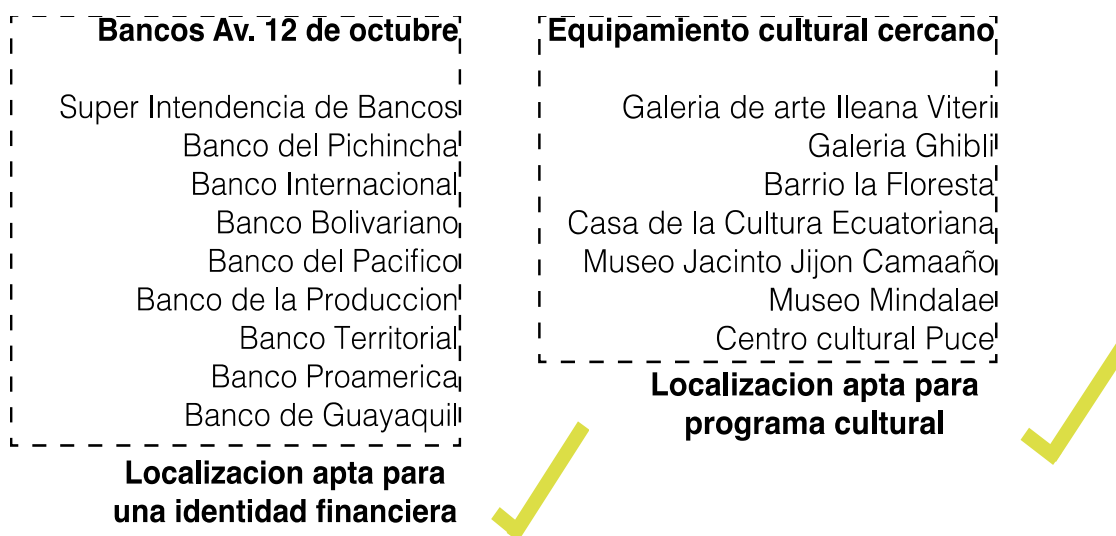 Bancos Av. 12 de octubre
Super Intendencia de Bancos
Banco del Pichincha
Banco Internacional
Banco Bolivariano
Banco del Pacifico
Banco de la Produccion
Banco Territorial
Banco Proamerica
Banco de Guayaquil
Localizacion apta para
una identidad financiera
Equipamiento cultural cercano
Galeria de arte Ileana Viteri
Galeria Ghibli
Barrio la Floresta
Casa de la Cultura Ecuatoriana
Museo Jacinto Jijon Camaaño
Museo Mindalae
Centro cultural Puce
Localizacion apta para
programa cultural